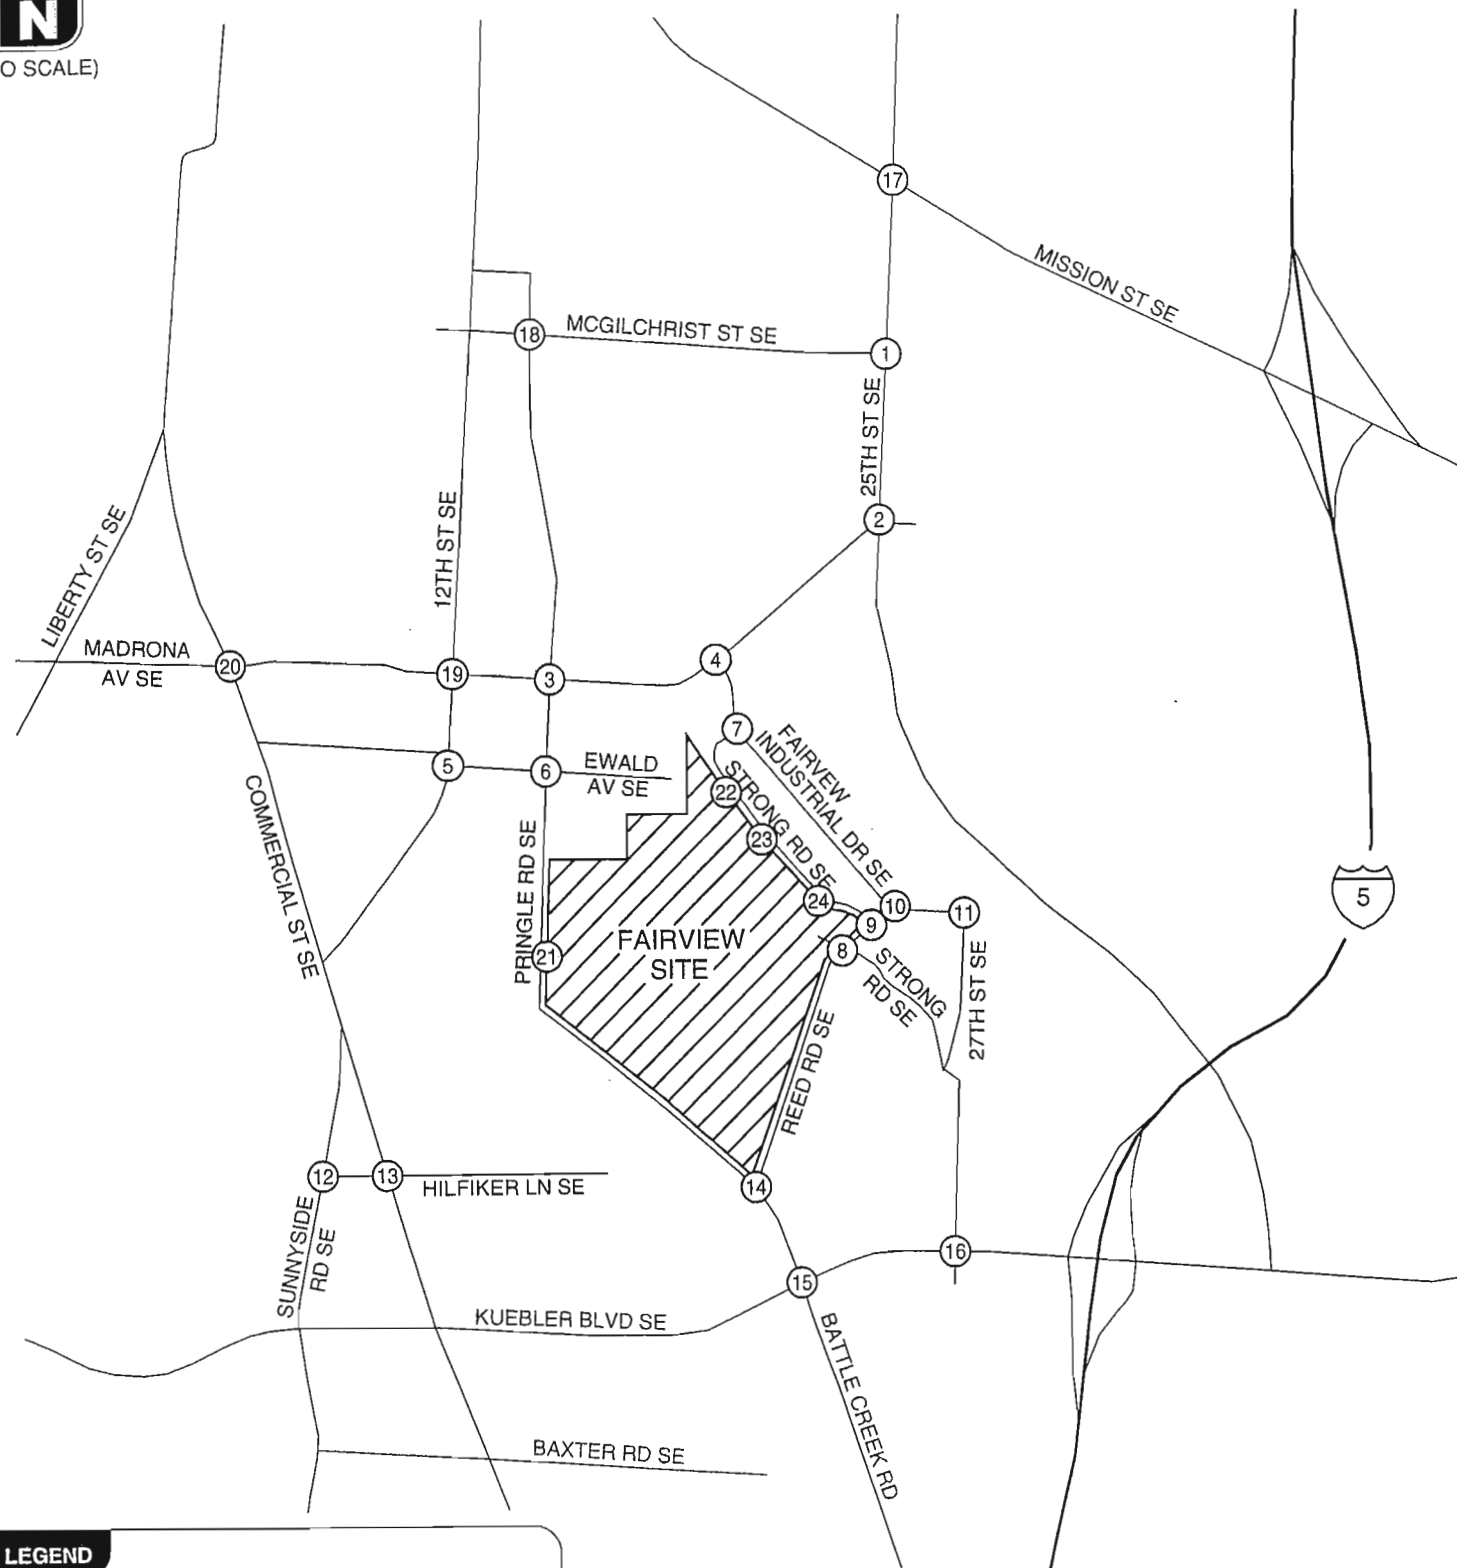 N
O SCALE)
17
MISSION ST SE
18
MCGILCHRIST ST SE
1
25TH ST SE
2
12TH ST SE
LIBERTY ST SE
MADRONA
AV SE
20
19
3
4
7
FAIRVIEW
INDUSTRIAL DR SE
5
6
EWALD
AV SE
STRONG RD SE
22
23
24
COMMERCIAL ST SE
PRINGLE RD SE
21
FAIRVIEW
SITE
10
11
9
8
STRONG
RD SE
27TH ST SE
5
REED RD SE
12
13
HILFIKER LN SE
14
SUNNYSIDE
RD SE
15
16
KUEBLER BLVD SE
BATTLE CREEK RD
BAXTER RD SE
LEGEND